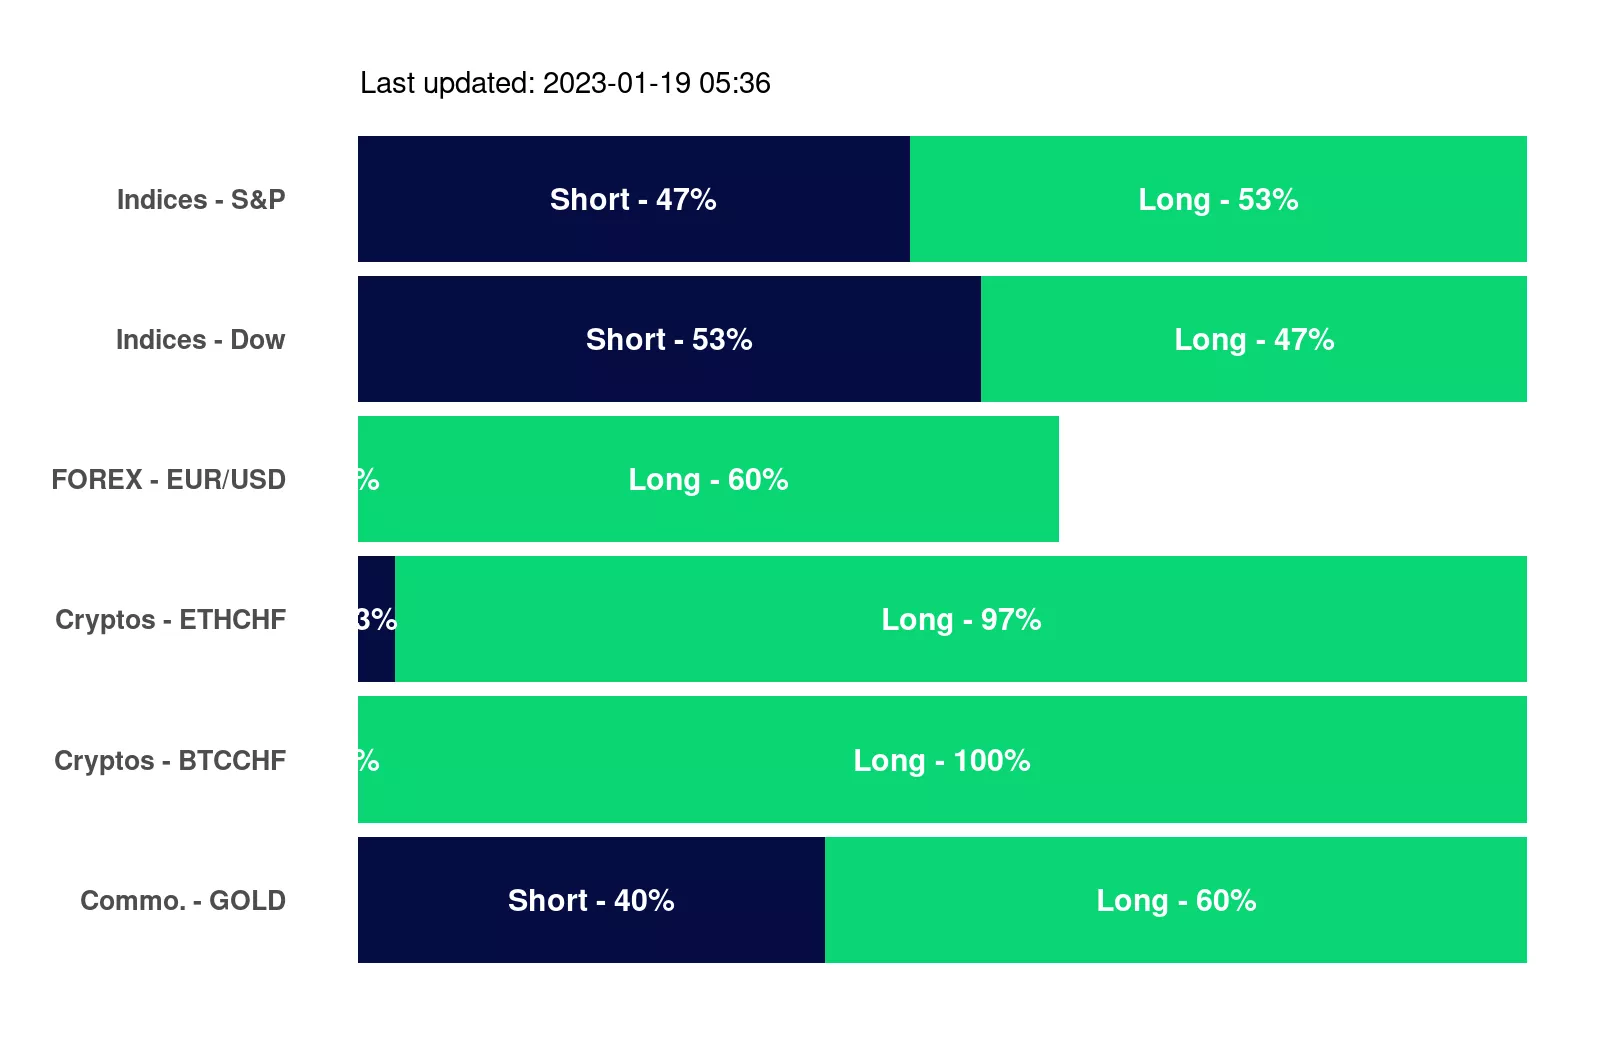 Last updated: 2023-01-19 05:36
Indices - S&P
Short - 47%
Long - 53%
Indices - Dow
Short - 53%
Long - 47%
FOREX - EUR/USD
%
Long - 60%
Cryptos - ETHCHF
3%
Long - 97%
Cryptos - BTCCHF
%
Long - 100%
Commo. - GOLD
Short - 40%
Long - 60%